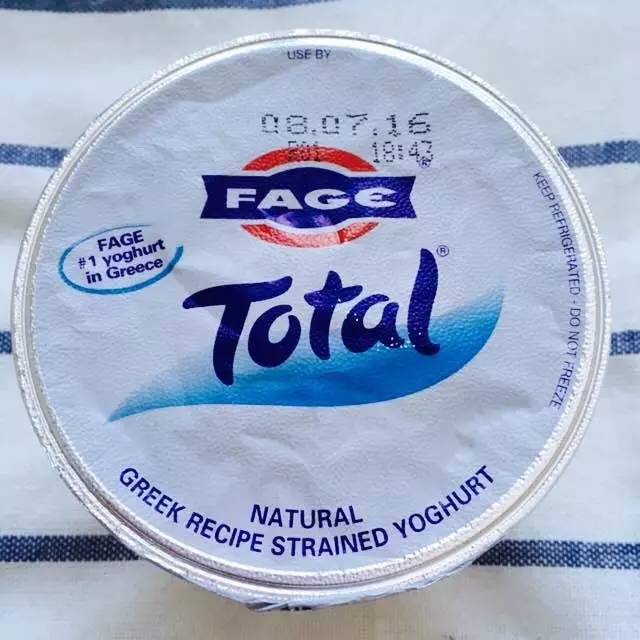 USE BY
08.07.16
18:43
FAGE
FAGE
#1 yoghurt
in Greece
Total®
KEEP REFRIGERATED • DO NOT FREEZE
NATURAL
GREEK RECIPE STRAINED YOGHURT